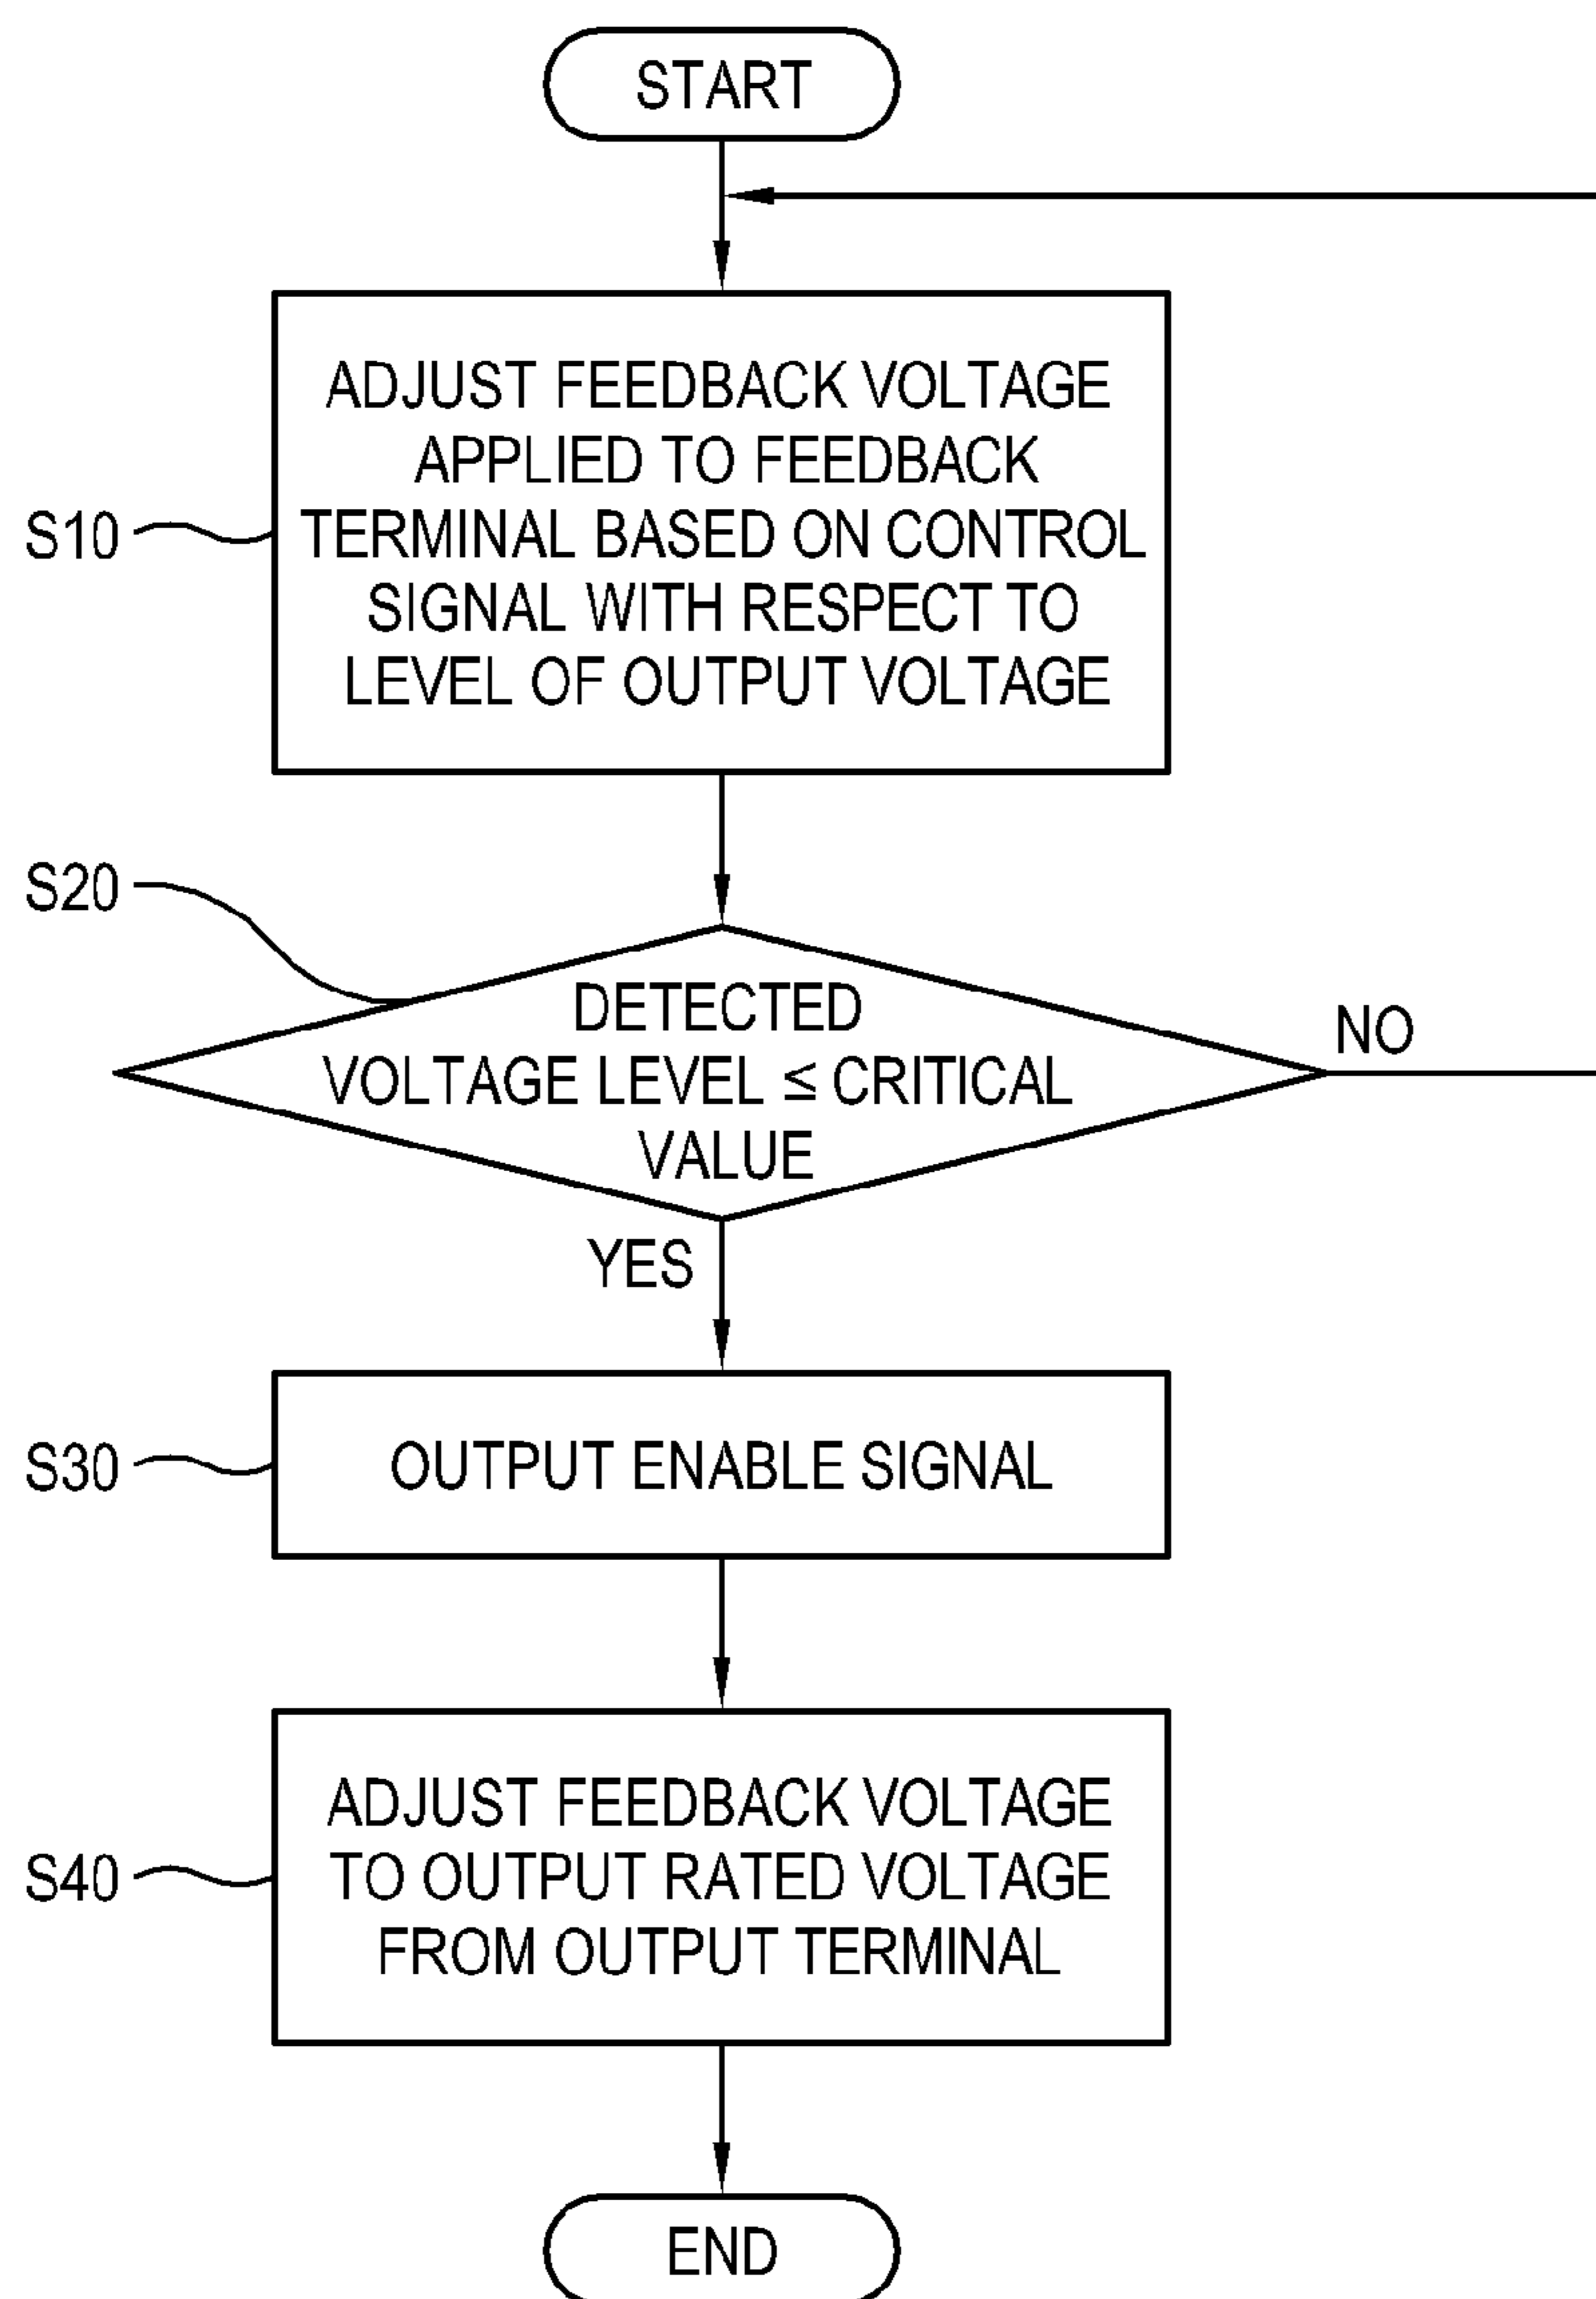 START
ADJUST FEEDBACK VOLTAGE
APPLIED TO FEEDBACK
S10
TERMINAL BASED ON CONTROL
SIGNAL WITH RESPECT TO
LEVEL OF OUTPUT VOLTAGE
S20
DETECTED
VOLTAGE LEVEL ≤ CRITICAL
VALUE
NO
YES
S30
OUTPUT ENABLE SIGNAL
ADJUST FEEDBACK VOLTAGE
S40
TO OUTPUT RATED VOLTAGE
FROM OUTPUT TERMINAL
END